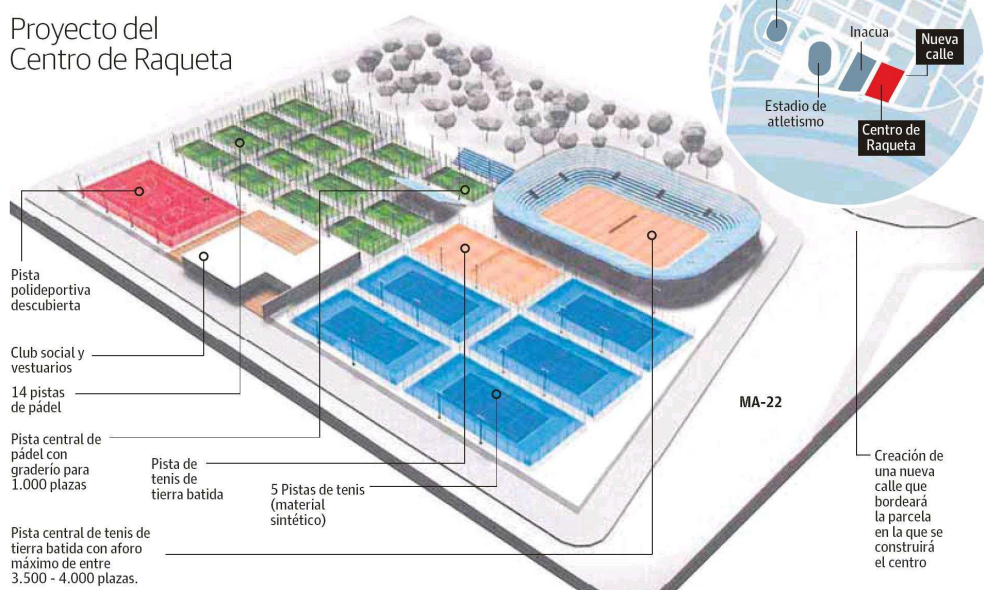 Proyecto del
Centro de Raqueta
Inacua
Nueva
calle
Estadio de
atletismo
Centro de
Raqueta
Pista
polideportiva
descubierta
Club social y
vestuarios
14 pistas
de pádel
Pista central de
pádel con
graderío para
1.000 plazas
Pista de
tenis de
tierra batida
5 Pistas de tenis
(material
sintético)
Pista central de tenis de
tierra batida con aforo
máximo de entre
3.500 - 4.000 plazas.
MA-22
Creación de
una nueva
calle que
bordeará
la parcela
en la que se
construirá
el centro